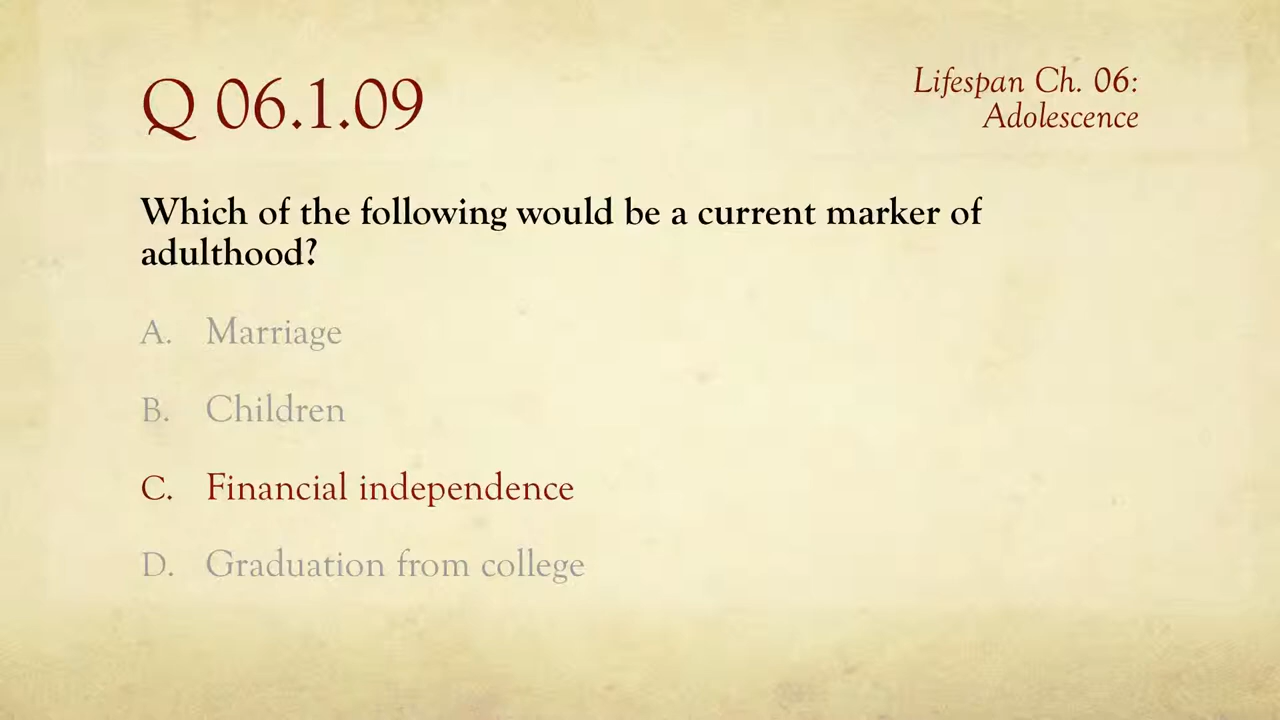 Q 06.1.09
Lifespan Ch. 06:
Adolescence
Which of the following would be a current marker of
adulthood?
A. Marriage
B. Children
C. Financial independence
D. Graduation from college